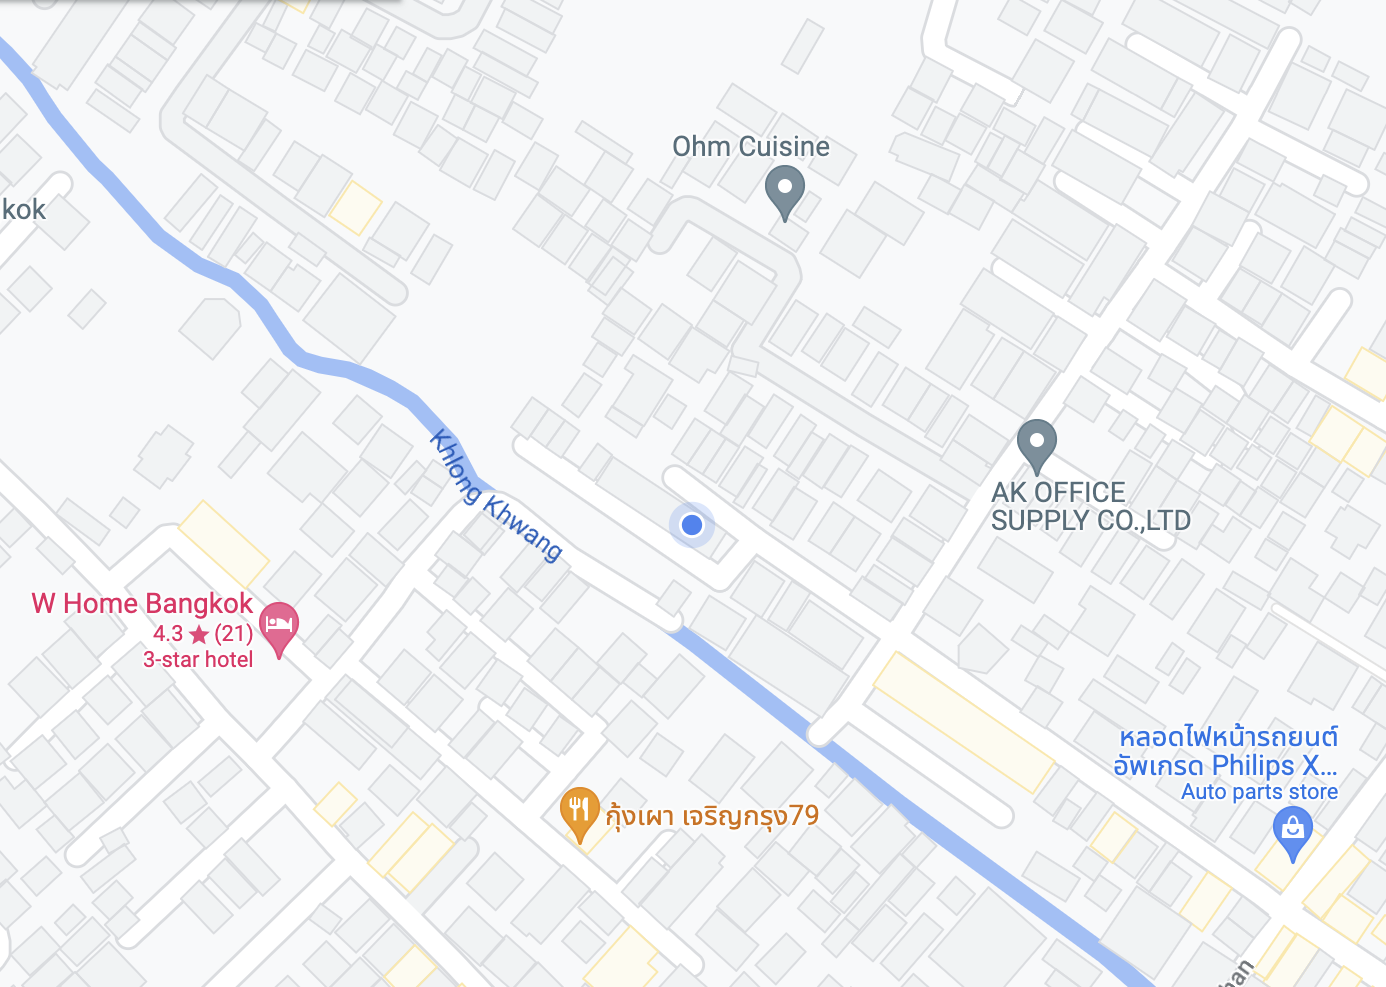 Ohm Cuisine
kok
Khlong Khwang
AK OFFICE
SUPPLY CO.,LTD
W Home Bangkok
4.3 ★ (21)
3-star hotel
หลอดไฟหน้ารถยนต์
อัพเกรด Philips X...
Auto parts store
กุ้งเผา เจริญกรุง79
han